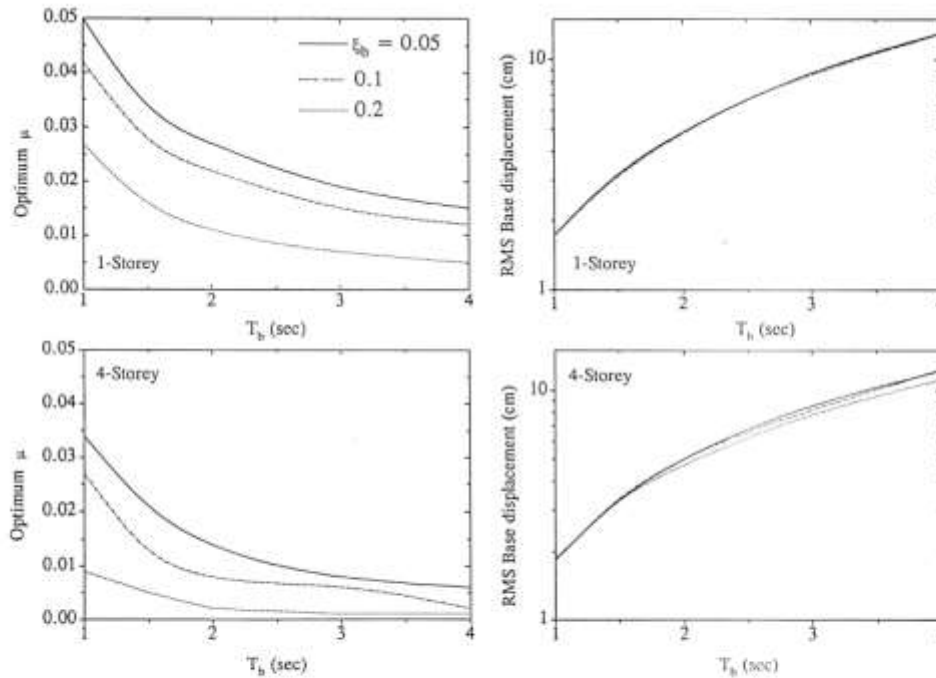 0.05
0.04
0.03
0.02
0.01
0.00
Optimum μ
ξb = 0.05
0.1
0.2
1-Storey
1 2 3 4
Tb (sec)
10
1
RMS Base displacement (cm)
1-Storey
1 2 3
Tb (sec)
0.05
0.04
0.03
0.02
0.01
0.00
Optimum μ
4-Storey
1 2 3 4
Tb (sec)
10
1
RMS Base displacement (cm)
4-Storey
1 2 3
Tb (sec)